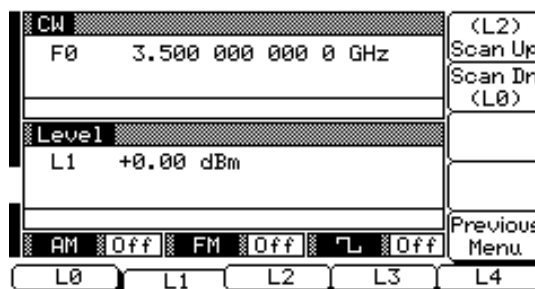 CW
F0 3.500 000 000 0 GHz
(L2)
Scan Up
Scan Dn
(L0)
Level
L1 +0.00 dBm
AM Off FM Off Off
Previous
Menu
L0 L1 L2 L3 L4